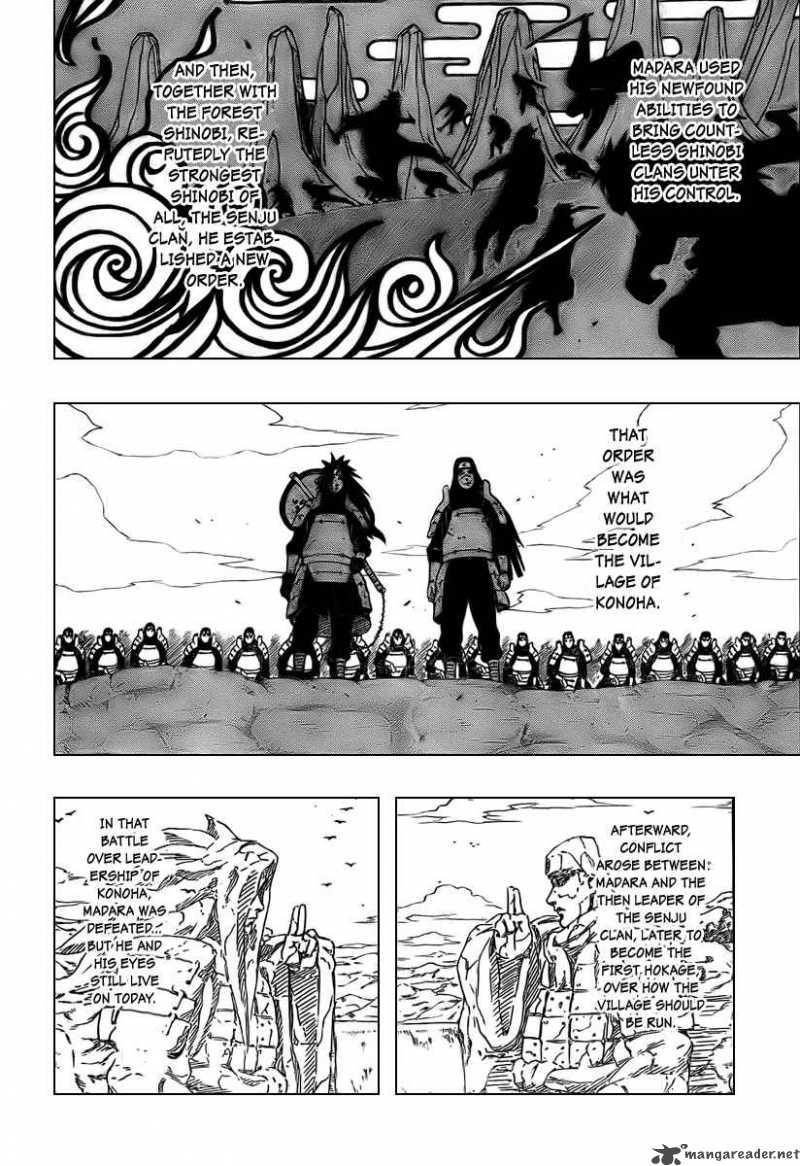 MADARA USED
HIS NEWFOUND
ABILITIES TO
BRING COUNT-
LESS SHINOBI
CLANS UNTER
HIS CONTROL.
AND THEN,
TOGETHER WITH
THE FOREST
SHINOBI, RE-
PUTEDLY THE
STRONGEST
SHINOBI OF
ALL, THE SENJU
CLAN, HE ESTAB-
LISHED A NEW
ORDER.
THAT
ORDER
WAS
WHAT
WOULD
BECOME
THE VIL-
LAGE OF
KONOHA.
AFTERWARD,
CONFLICT
AROSE BETWEEN
MADARA AND THE
THEN LEADER OF
THE SENJU
CLAN, LATER TO
BECOME THE
FIRST HOKAGE,
OVER HOW THE
VILLAGE SHOULD
BE RUN.
IN THAT
BATTLE
OVER LEAD-
ERSHIP OF
KONOHA,
MADARA WAS
DEFEATED...
BUT HE AND
HIS EYES
STILL LIVE
ON TODAY.
mangareader.net